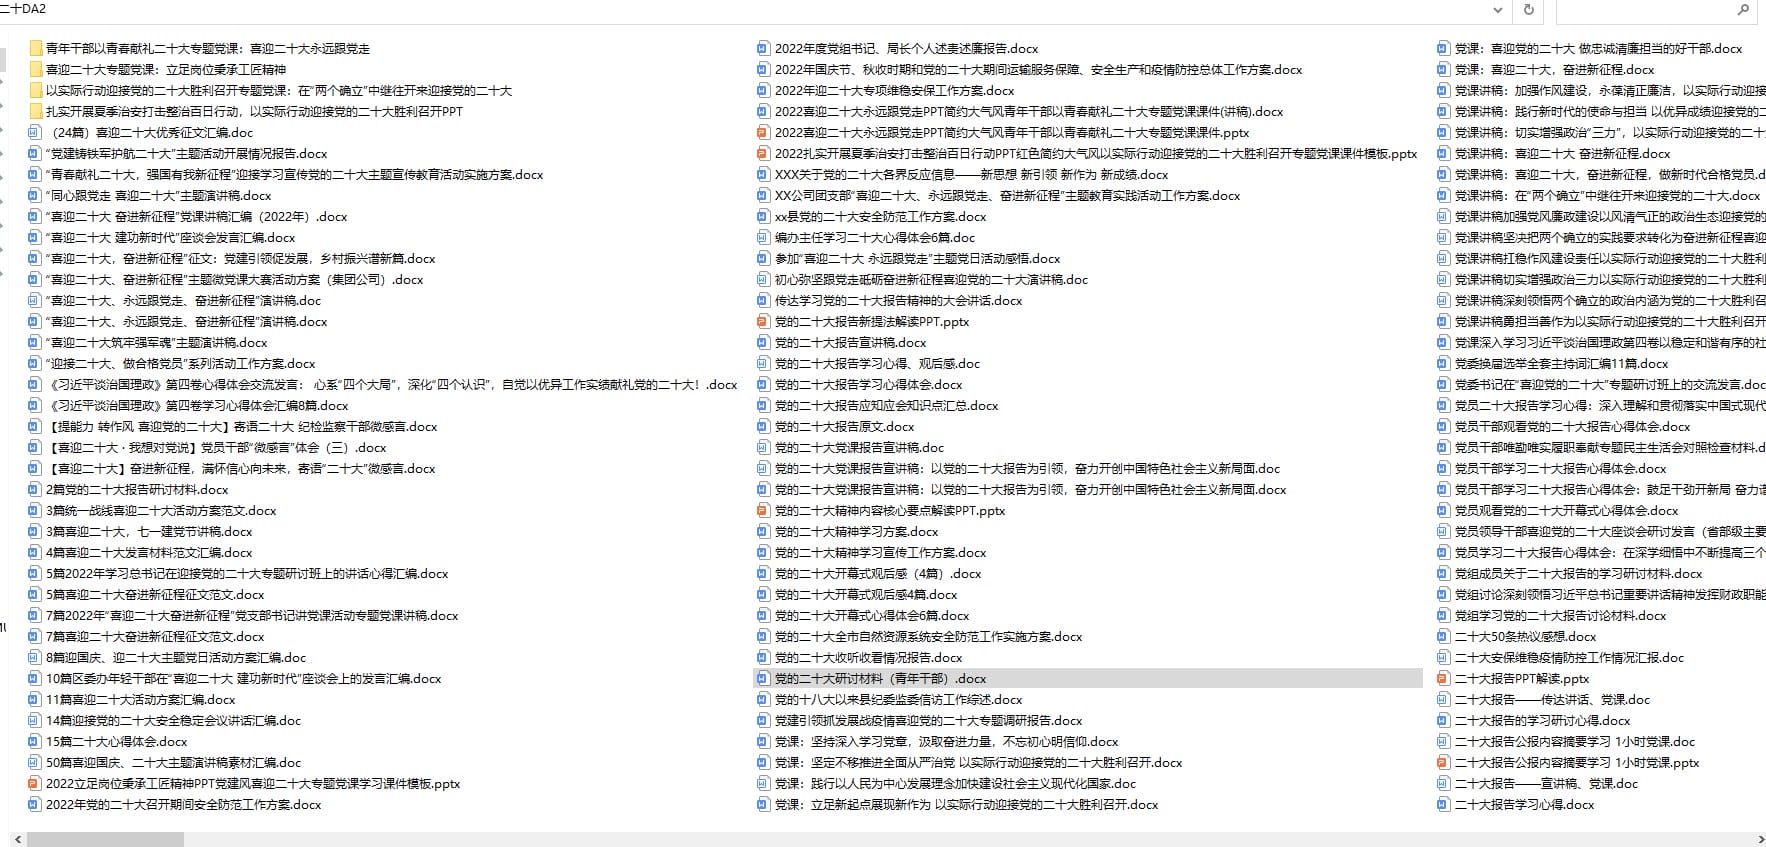 二十DA2
青年干部以青春献礼二十大专题党课：喜迎二十大永远跟党走
喜迎二十大专题党课：立足岗位秉承工匠精神
以实际行动迎接党的二十大胜利召开专题党课：在“两个确立”中继往开来迎接党的二十大
扎实开展夏季治安打击整治百日行动，以实际行动迎接党的二十大胜利召开PPT
（24篇）喜迎二十大优秀征文汇编.doc
“党建铸铁军护航二十大”主题活动开展情况报告.docx
“青春献礼二十大，强国有我新征程”迎接学习宣传党的二十大主题宣传教育活动实施方案.docx
“同心跟党走 喜迎二十大”主题演讲稿.docx
“喜迎二十大 奋进新征程”党课讲稿汇编（2022年）.docx
“喜迎二十大 建功新时代”座谈会发言汇编.docx
“喜迎二十大，奋进新征程”征文：党建引领促发展，乡村振兴谱新篇.docx
“喜迎二十大、奋进新征程”主题微党课大赛活动方案（集团公司）.docx
“喜迎二十大、永远跟党走、奋进新征程”演讲稿.doc
“喜迎二十大、永远跟党走、奋进新征程”演讲稿.docx
“喜迎二十大筑牢强军魂”主题演讲稿.docx
“迎接二十大、做合格党员”系列活动工作方案.docx
《习近平谈治国理政》第四卷心得体会交流发言： 心系“四个大局”，深化“四个认识”，自觉以优异工作实绩献礼党的二十大！.docx
《习近平谈治国理政》第四卷学习心得体会汇编8篇.docx
【提能力 转作风 喜迎党的二十大】寄语二十大 纪检监察干部微感言.docx
【喜迎二十大 · 我想对党说】党员干部“微感言”体会（三）.docx
【喜迎二十大】奋进新征程，满怀信心向未来，寄语“二十大”微感言.docx
2篇党的二十大报告研讨材料.docx
3篇统一战线喜迎二十大活动方案范文.docx
3篇喜迎二十大，七一建党节讲稿.docx
4篇喜迎二十大发言材料范文汇编.docx
5篇2022年学习总书记在迎接党的二十大专题研讨班上的讲话心得汇编.docx
5篇喜迎二十大奋进新征程征文范文.docx
7篇2022年“喜迎二十大奋进新征程”党支部书记讲党课活动专题党课讲稿.docx
7篇喜迎二十大奋进新征程征文范文.docx
8篇迎国庆、迎二十大主题党日活动方案汇编.doc
10篇区委办年轻干部在“喜迎二十大 建功新时代”座谈会上的发言汇编.docx
11篇喜迎二十大活动方案汇编.docx
14篇迎接党的二十大安全稳定会议讲话汇编.doc
15篇二十大心得体会.docx
50篇喜迎国庆、二十大主题演讲稿素材汇编.doc
2022立足岗位秉承工匠精神PPT党建风喜迎二十大专题党课学习课件模板.pptx
2022年党的二十大召开期间安全防范工作方案.docx
2022年度党组书记、局长个人述责述廉报告.docx
2022年国庆节、秋收时期和党的二十大期间运输服务保障、安全生产和疫情防控总体工作方案.docx
2022年迎二十大专项维稳安保工作方案.docx
2022喜迎二十大永远跟党走PPT简约大气风青年干部以青春献礼二十大专题党课课件(讲稿).docx
2022喜迎二十大永远跟党走PPT简约大气风青年干部以青春献礼二十大专题党课课件.pptx
2022扎实开展夏季治安打击整治百日行动PPT红色简约大气风以实际行动迎接党的二十大胜利召开专题党课课件模板.pptx
XXX关于党的二十大各界反应信息——新思想 新引领 新作为 新成绩.docx
XX公司团支部“喜迎二十大、永远跟党走、奋进新征程”主题教育实践活动工作方案.docx
xx县党的二十大安全防范工作方案.docx
编办主任学习二十大心得体会6篇.doc
参加“喜迎二十大 永远跟党走”主题党日活动感悟.docx
初心弥坚跟党走砥砺奋进新征程喜迎党的二十大演讲稿.doc
传达学习党的二十大报告精神的大会讲话.docx
党的二十大报告新提法解读PPT.pptx
党的二十大报告宣讲稿.docx
党的二十大报告学习心得、观后感.doc
党的二十大报告学习心得体会.docx
党的二十大报告应知应会知识点汇总.docx
党的二十大报告原文.docx
党的二十大党课报告宣讲稿.doc
党的二十大党课报告宣讲稿：以党的二十大报告为引领，奋力开创中国特色社会主义新局面.doc
党的二十大党课报告宣讲稿：以党的二十大报告为引领，奋力开创中国特色社会主义新局面.docx
党的二十大精神内容核心要点解读PPT.pptx
党的二十大精神学习方案.docx
党的二十大精神学习宣传工作方案.docx
党的二十大开幕式观后感（4篇）.docx
党的二十大开幕式观后感4篇.docx
党的二十大开幕式心得体会6篇.docx
党的二十大全市自然资源系统安全防范工作实施方案.docx
党的二十大收听收看情况报告.docx
党的二十大研讨材料（青年干部）.docx
党的十八大以来县纪委监委信访工作综述.docx
党建引领抓发展战疫情喜迎党的二十大专题调研报告.docx
党课：坚持深入学习党章，汲取奋进力量，不忘初心明信仰.docx
党课：坚定不移推进全面从严治党 以实际行动迎接党的二十大胜利召开.docx
党课：践行以人民为中心发展理念加快建设社会主义现代化国家.doc
党课：立足新起点展现新作为 以实际行动迎接党的二十大胜利召开.docx
党课：喜迎党的二十大 做忠诚清廉担当的好干部.docx
党课：喜迎二十大，奋进新征程.docx
党课讲稿：加强作风建设，永葆清正廉洁，以实际行动迎接
党课讲稿：践行新时代的使命与担当 以优异成绩迎接党的二
党课讲稿：切实增强政治“三力”，以实际行动迎接党的二十
党课讲稿：喜迎二十大 奋进新征程.docx
党课讲稿：喜迎二十大，奋进新征程，做新时代合格党员.d
党课讲稿：在“两个确立”中继往开来迎接党的二十大.docx
党课讲稿加强党风廉政建设以风清气正的政治生态迎接党的
党课讲稿坚决把两个确立的实践要求转化为奋进新征程喜迎
党课讲稿扛稳作风建设责任以实际行动迎接党的二十大胜利
党课讲稿切实增强政治三力以实际行动迎接党的二十大胜利
党课讲稿深刻领悟两个确立的政治内涵为党的二十大胜利召
党课讲稿勇担当善作为以实际行动迎接党的二十大胜利召开
党课深入学习习近平谈治国理政第四卷以稳定和谐有序的社
党委换届选举全套主持词汇编11篇.docx
党委书记在“喜迎党的二十大”专题研讨班上的交流发言.doc
党员二十大报告学习心得：深入理解和贯彻落实中国式现代
党员干部观看党的二十大报告心得体会.docx
党员干部唯勤唯实履职奉献专题民主生活会对照检查材料.d
党员干部学习二十大报告心得体会.docx
党员干部学习二十大报告心得体会：鼓足干劲开新局 奋力谱
党员观看党的二十大开幕式心得体会.docx
党员领导干部喜迎党的二十大座谈会研讨发言（省部级主要
党员学习二十大报告心得体会：在深学细悟中不断提高三个
党组成员关于二十大报告的学习研讨材料.docx
党组讨论深刻领悟习近平总书记重要讲话精神发挥财政职能
党组学习党的二十大报告讨论材料.docx
二十大50条热议感想.docx
二十大安保维稳疫情防控工作情况汇报.doc
二十大报告PPT解读.pptx
二十大报告——传达讲话、党课.doc
二十大报告的学习研讨心得.docx
二十大报告公报内容摘要学习 1小时党课.doc
二十大报告公报内容摘要学习 1小时党课.pptx
二十大报告——宣讲稿、党课.doc
二十大报告学习心得.docx